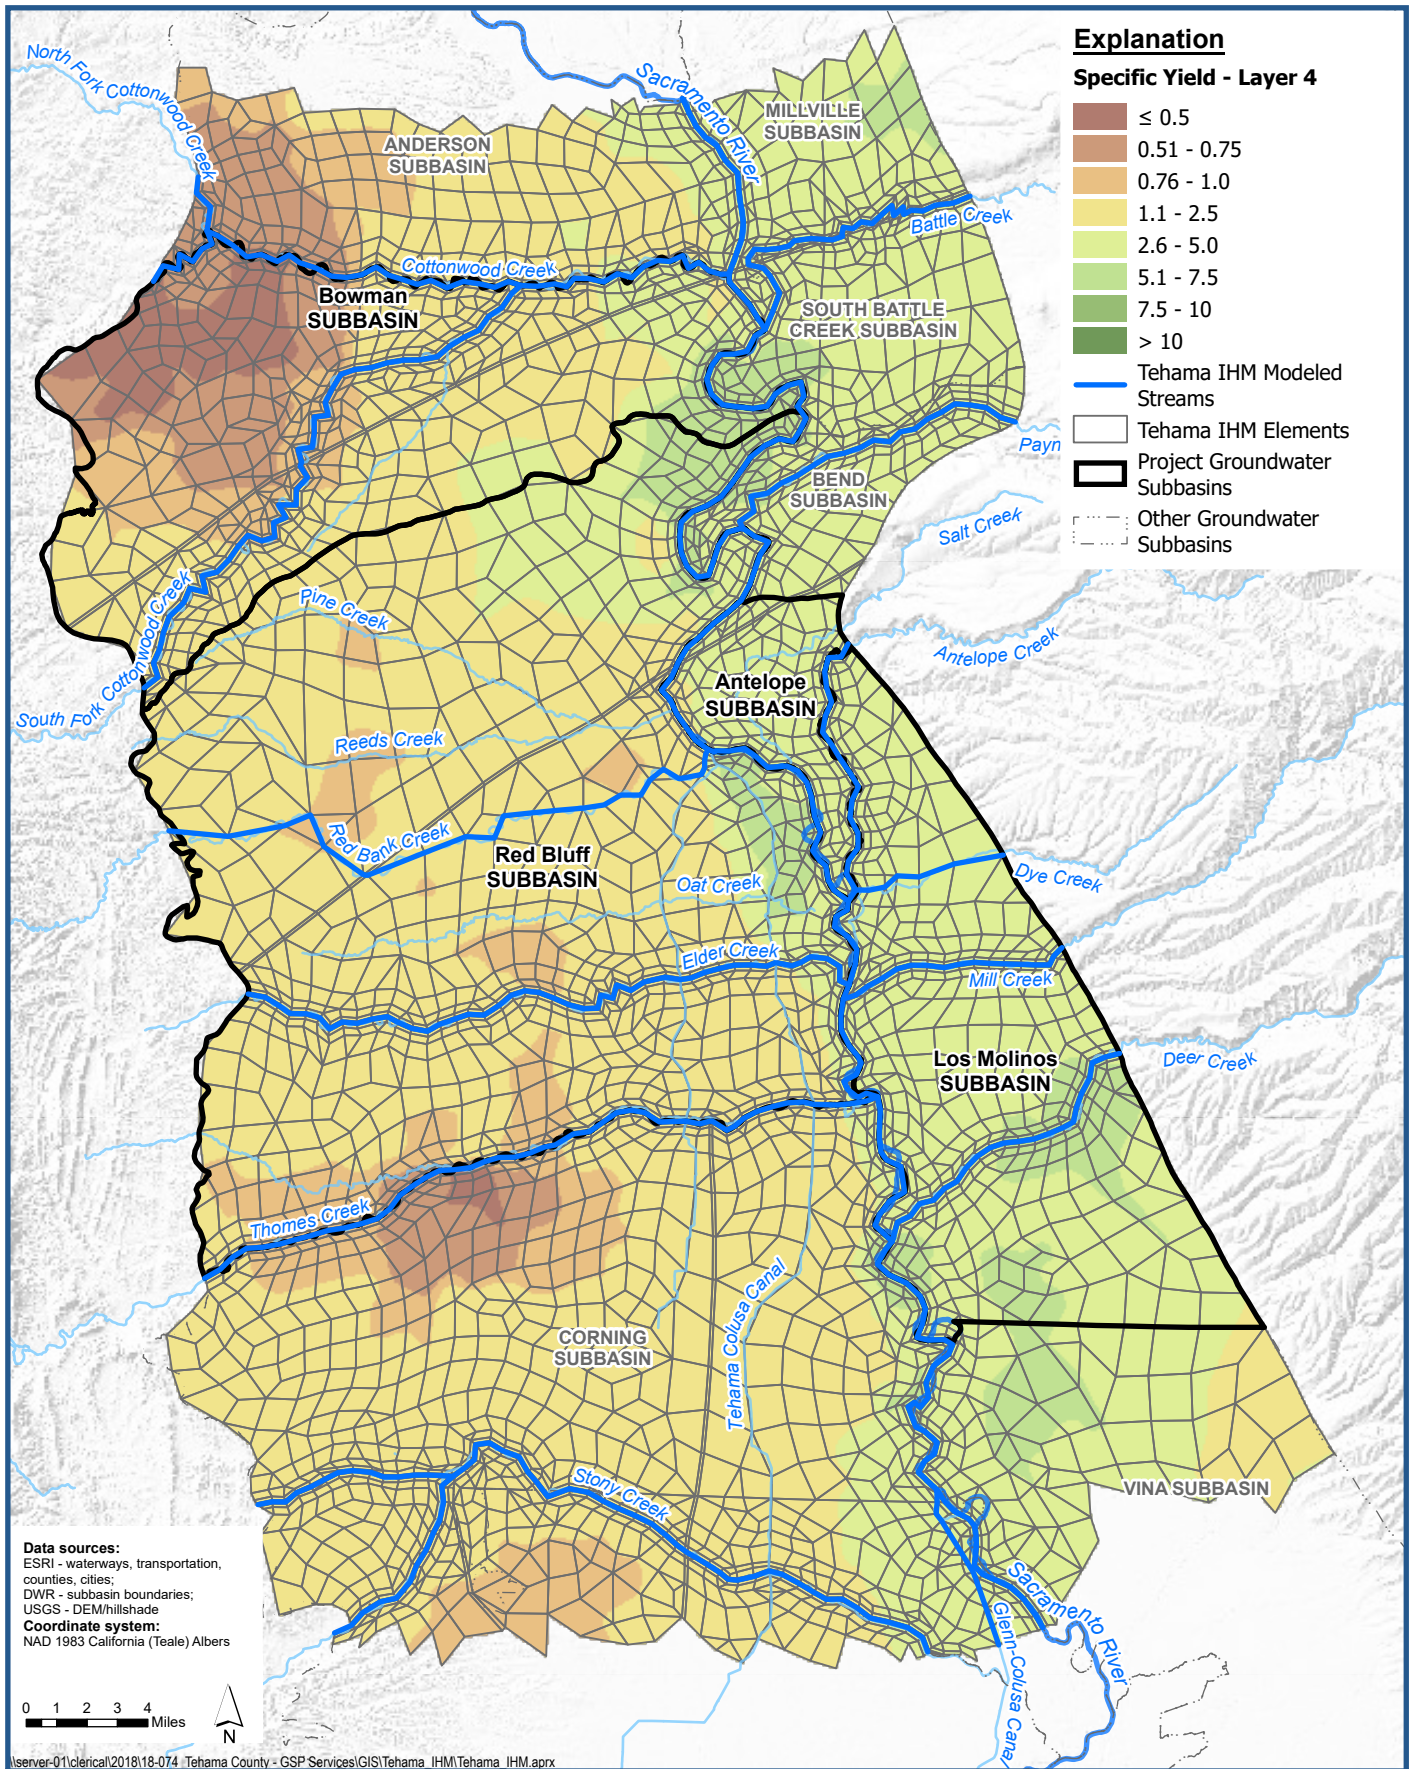 Explanation
Specific Yield - Layer 4
≤ 0.5
0.51 - 0.75
0.76 - 1.0
1.1 - 2.5
2.6 - 5.0
5.1 - 7.5
7.5 - 10
> 10
Tehama IHM Modeled
Streams
Tehama IHM Elements
Project Groundwater
Subbasins
Other Groundwater
Subbasins
North Fork Cottonwood Creek
Sacramento River
MILLVILLE
SUBBASIN
ANDERSON
SUBBASIN
Battle Creek
Cottonwood Creek
Bowman
SUBBASIN
SOUTH BATTLE
CREEK SUBBASIN
Payn
BEND
SUBBASIN
Salt Creek
Pine Creek
South Fork Cottonwood Creek
Antelope Creek
Antelope
SUBBASIN
Reeds Creek
Red Bank Creek
Red Bluff
SUBBASIN
Oat Creek
Dye Creek
Elder Creek
Mill Creek
Los Molinos
SUBBASIN
Deer Creek
Thomes Creek
Tehama Colusa Canal
CORNING
SUBBASIN
Stony Creek
VINA SUBBASIN
Sacramento River
Glenn-Colusa Canal
Data sources:
ESRI - waterways, transportation,
counties, cities;
DWR - subbasin boundaries;
USGS - DEM/hillshade
Coordinate system:
NAD 1983 California (Teale) Albers
0 1 2 3 4
Miles
N
\\server-01\clerical\2018\18-074_Tehama County - GSP Services\GIS\Tehama_IHM\Tehama_IHM.aprx